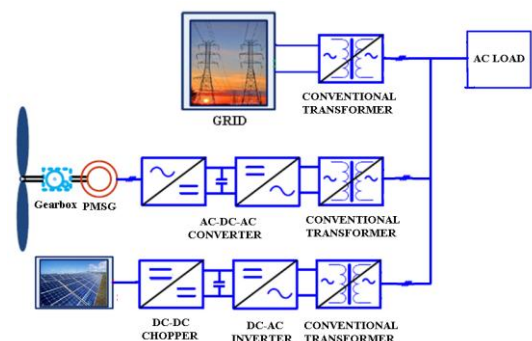 GRID
CONVENTIONAL
TRANSFORMER
AC LOAD
Gearbox
PMSG
AC-DC-AC
CONVERTER
CONVENTIONAL
TRANSFORMER
DC-DC
CHOPPER
DC-AC
INVERTER
CONVENTIONAL
TRANSFORMER